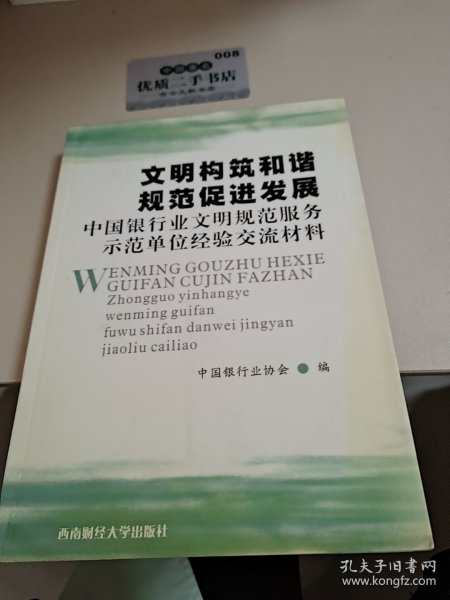 008
优质二手书店
文明构筑和谐
规范促进发展
中国银行业文明规范服务
示范单位经验交流材料
WENMING GOUZHU HEXIE
GUIFAN CUJIN FAZHAN
Zhongguo yinhangye
wenming guifan
fuwu shifan danwei jingyan
jiaoliu cailiao
中国银行业协会 编
西南财经大学出版社
孔夫子旧书网
www.kongfz.com